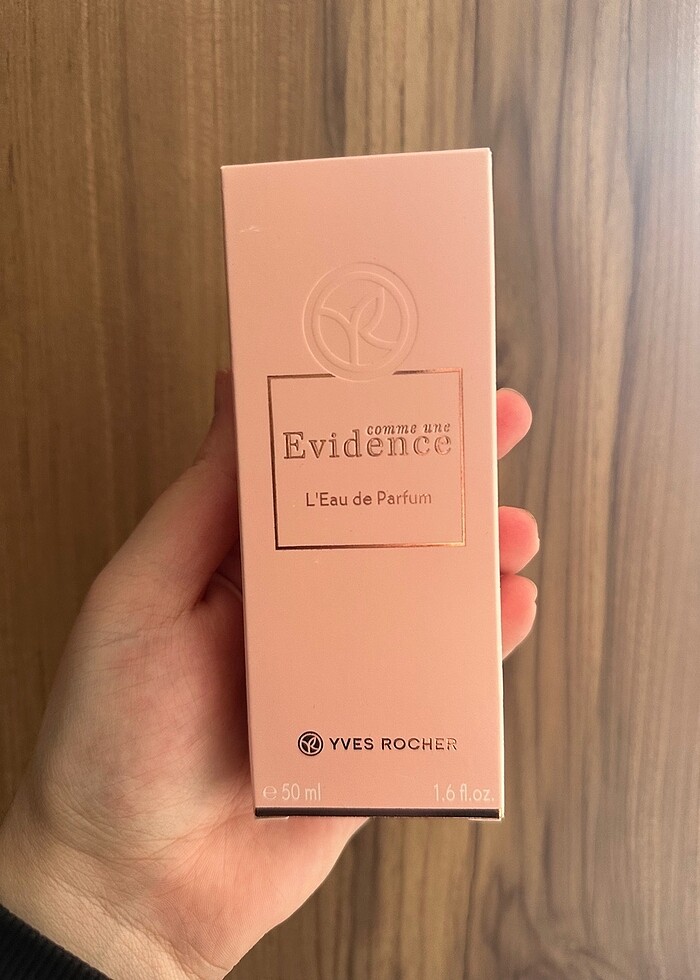 comme une
Evidence
L'Eau de Parfum
YVES ROCHER
℮ 50 ml 1.6 fl.oz.